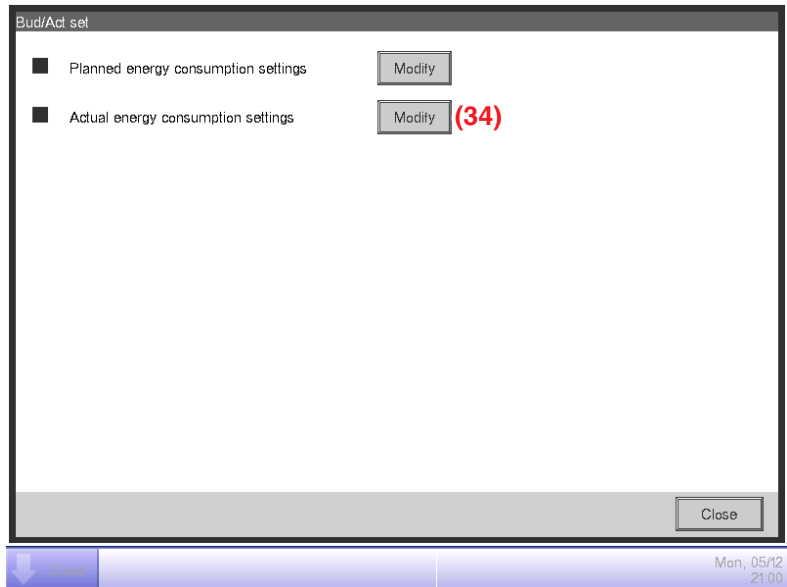 Bud/Act set
Planned energy consumption settings Modify
Actual energy consumption settings Modify (34)
Close
Close Mon, 05/12
21:00